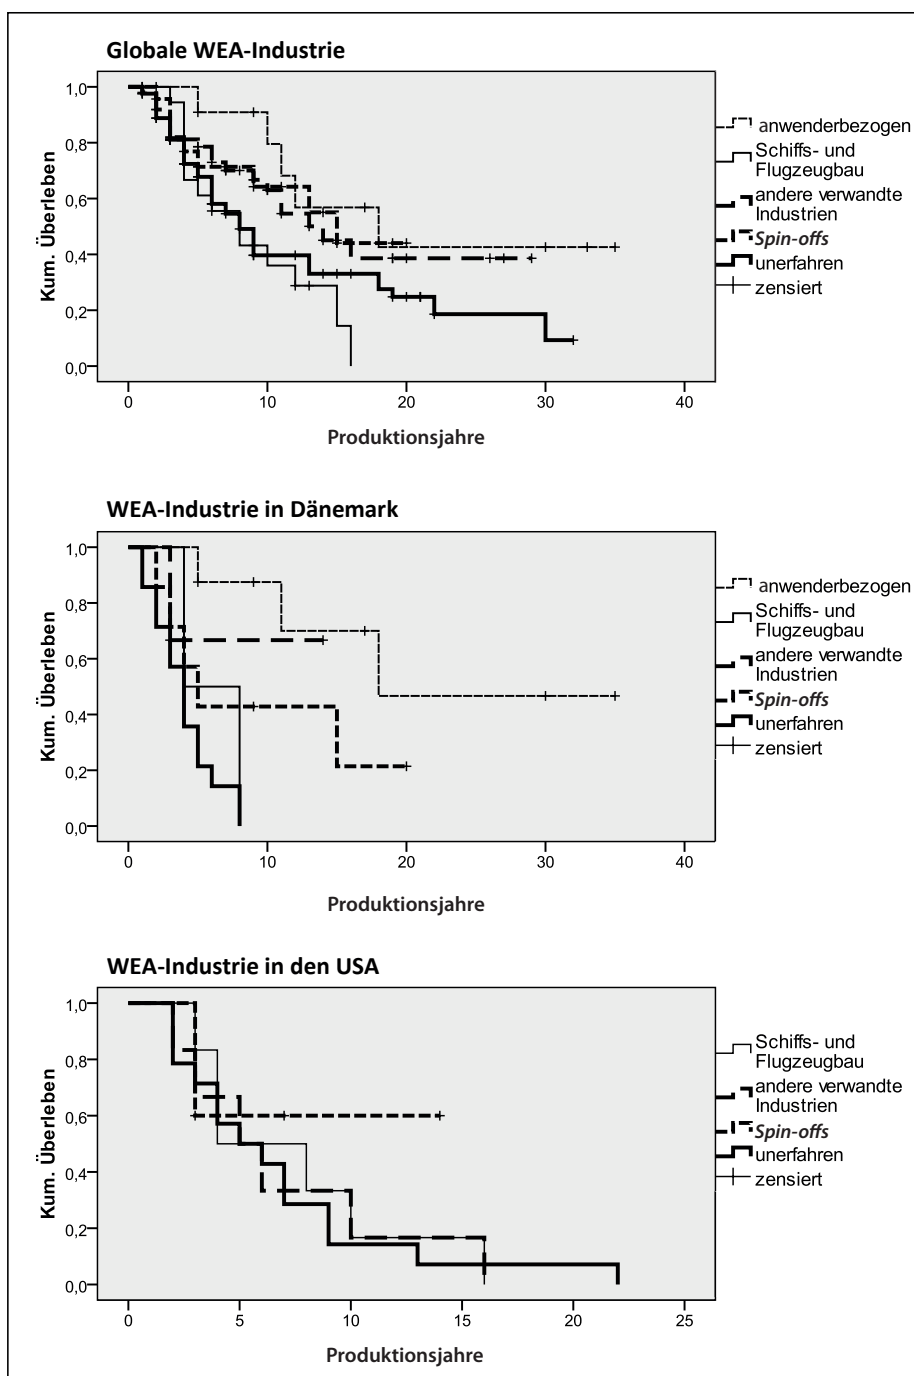 Globale WEA-Industrie
1,0
0,8
0,6
0,4
0,2
0,0
Kum. Überleben
0 10 20 30 40
Produktionsjahre
anwenderbezogen
Schiffs- und
Flugzeugbau
andere verwandte
Industrien
Spin-offs
unerfahren
zensiert
WEA-Industrie in Dänemark
1,0
0,8
0,6
0,4
0,2
0,0
Kum. Überleben
0 10 20 30 40
Produktionsjahre
anwenderbezogen
Schiffs- und
Flugzeugbau
andere verwandte
Industrien
Spin-offs
unerfahren
zensiert
WEA-Industrie in den USA
1,0
0,8
0,6
0,4
0,2
0,0
Kum. Überleben
0 5 10 15 20 25
Produktionsjahre
Schiffs- und
Flugzeugbau
andere verwandte
Industrien
Spin-offs
unerfahren
zensiert